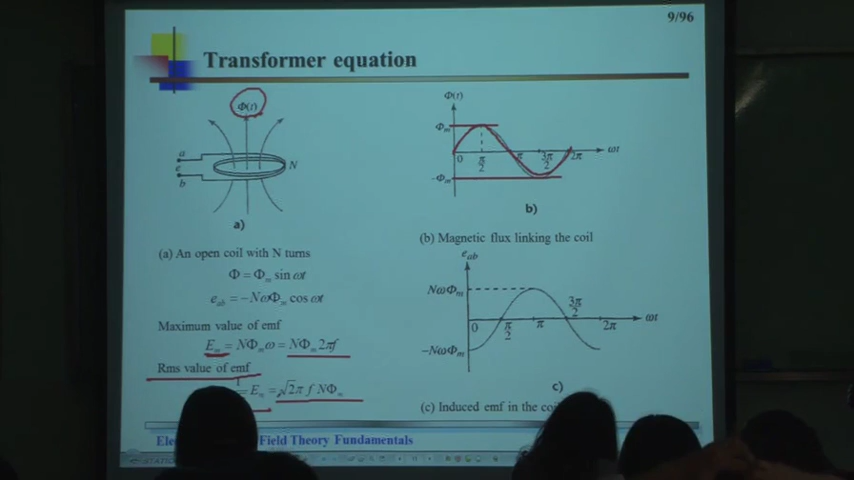 9/96
Transformer equation
Φ(t)
a
e
b
N
a)
Φ(t)
Φm
0
π/2
π
3π/2
2π
ωt
-Φm
b)
(a) An open coil with N turns
(b) Magnetic flux linking the coil
Φ = Φm sin ωt
eab = -NωΦm cos ωt
Maximum value of emf
Em = NΦmω = NΦm2πf
Rms value of emf
= Em = √2π f NΦm
eab
NωΦm
0
π/2
π
3π/2
2π
ωt
-NωΦm
c)
(c) Induced emf in the
Field Theory Fundamentals